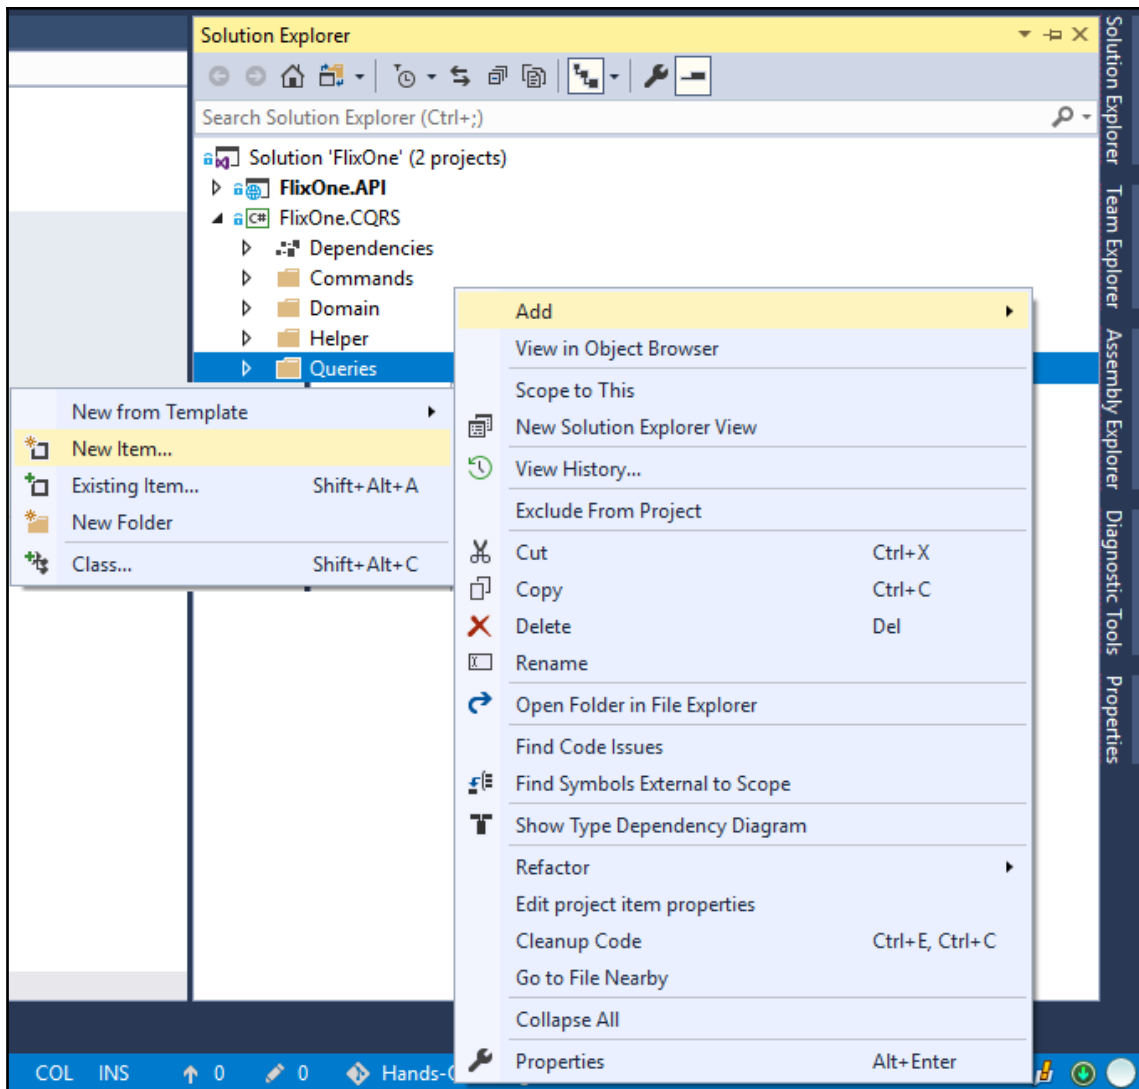 Solution Explorer
Search Solution Explorer (Ctrl+;)
Solution 'FlixOne' (2 projects)
FlixOne.API
C# FlixOne.CQRS
Dependencies
Commands
Domain
Helper
Queries
Add
View in Object Browser
Scope to This
New Solution Explorer View
View History...
Exclude From Project
Cut Ctrl+X
Copy Ctrl+C
Delete Del
Rename
Open Folder in File Explorer
Find Code Issues
Find Symbols External to Scope
Show Type Dependency Diagram
Refactor
Edit project item properties
Cleanup Code Ctrl+E, Ctrl+C
Go to File Nearby
Collapse All
Properties Alt+Enter
New from Template
New Item...
Existing Item... Shift+Alt+A
New Folder
Class... Shift+Alt+C
Solution Explorer
Team Explorer
Assembly Explorer
Diagnostic Tools
Properties
COL INS 0 0 Hands-